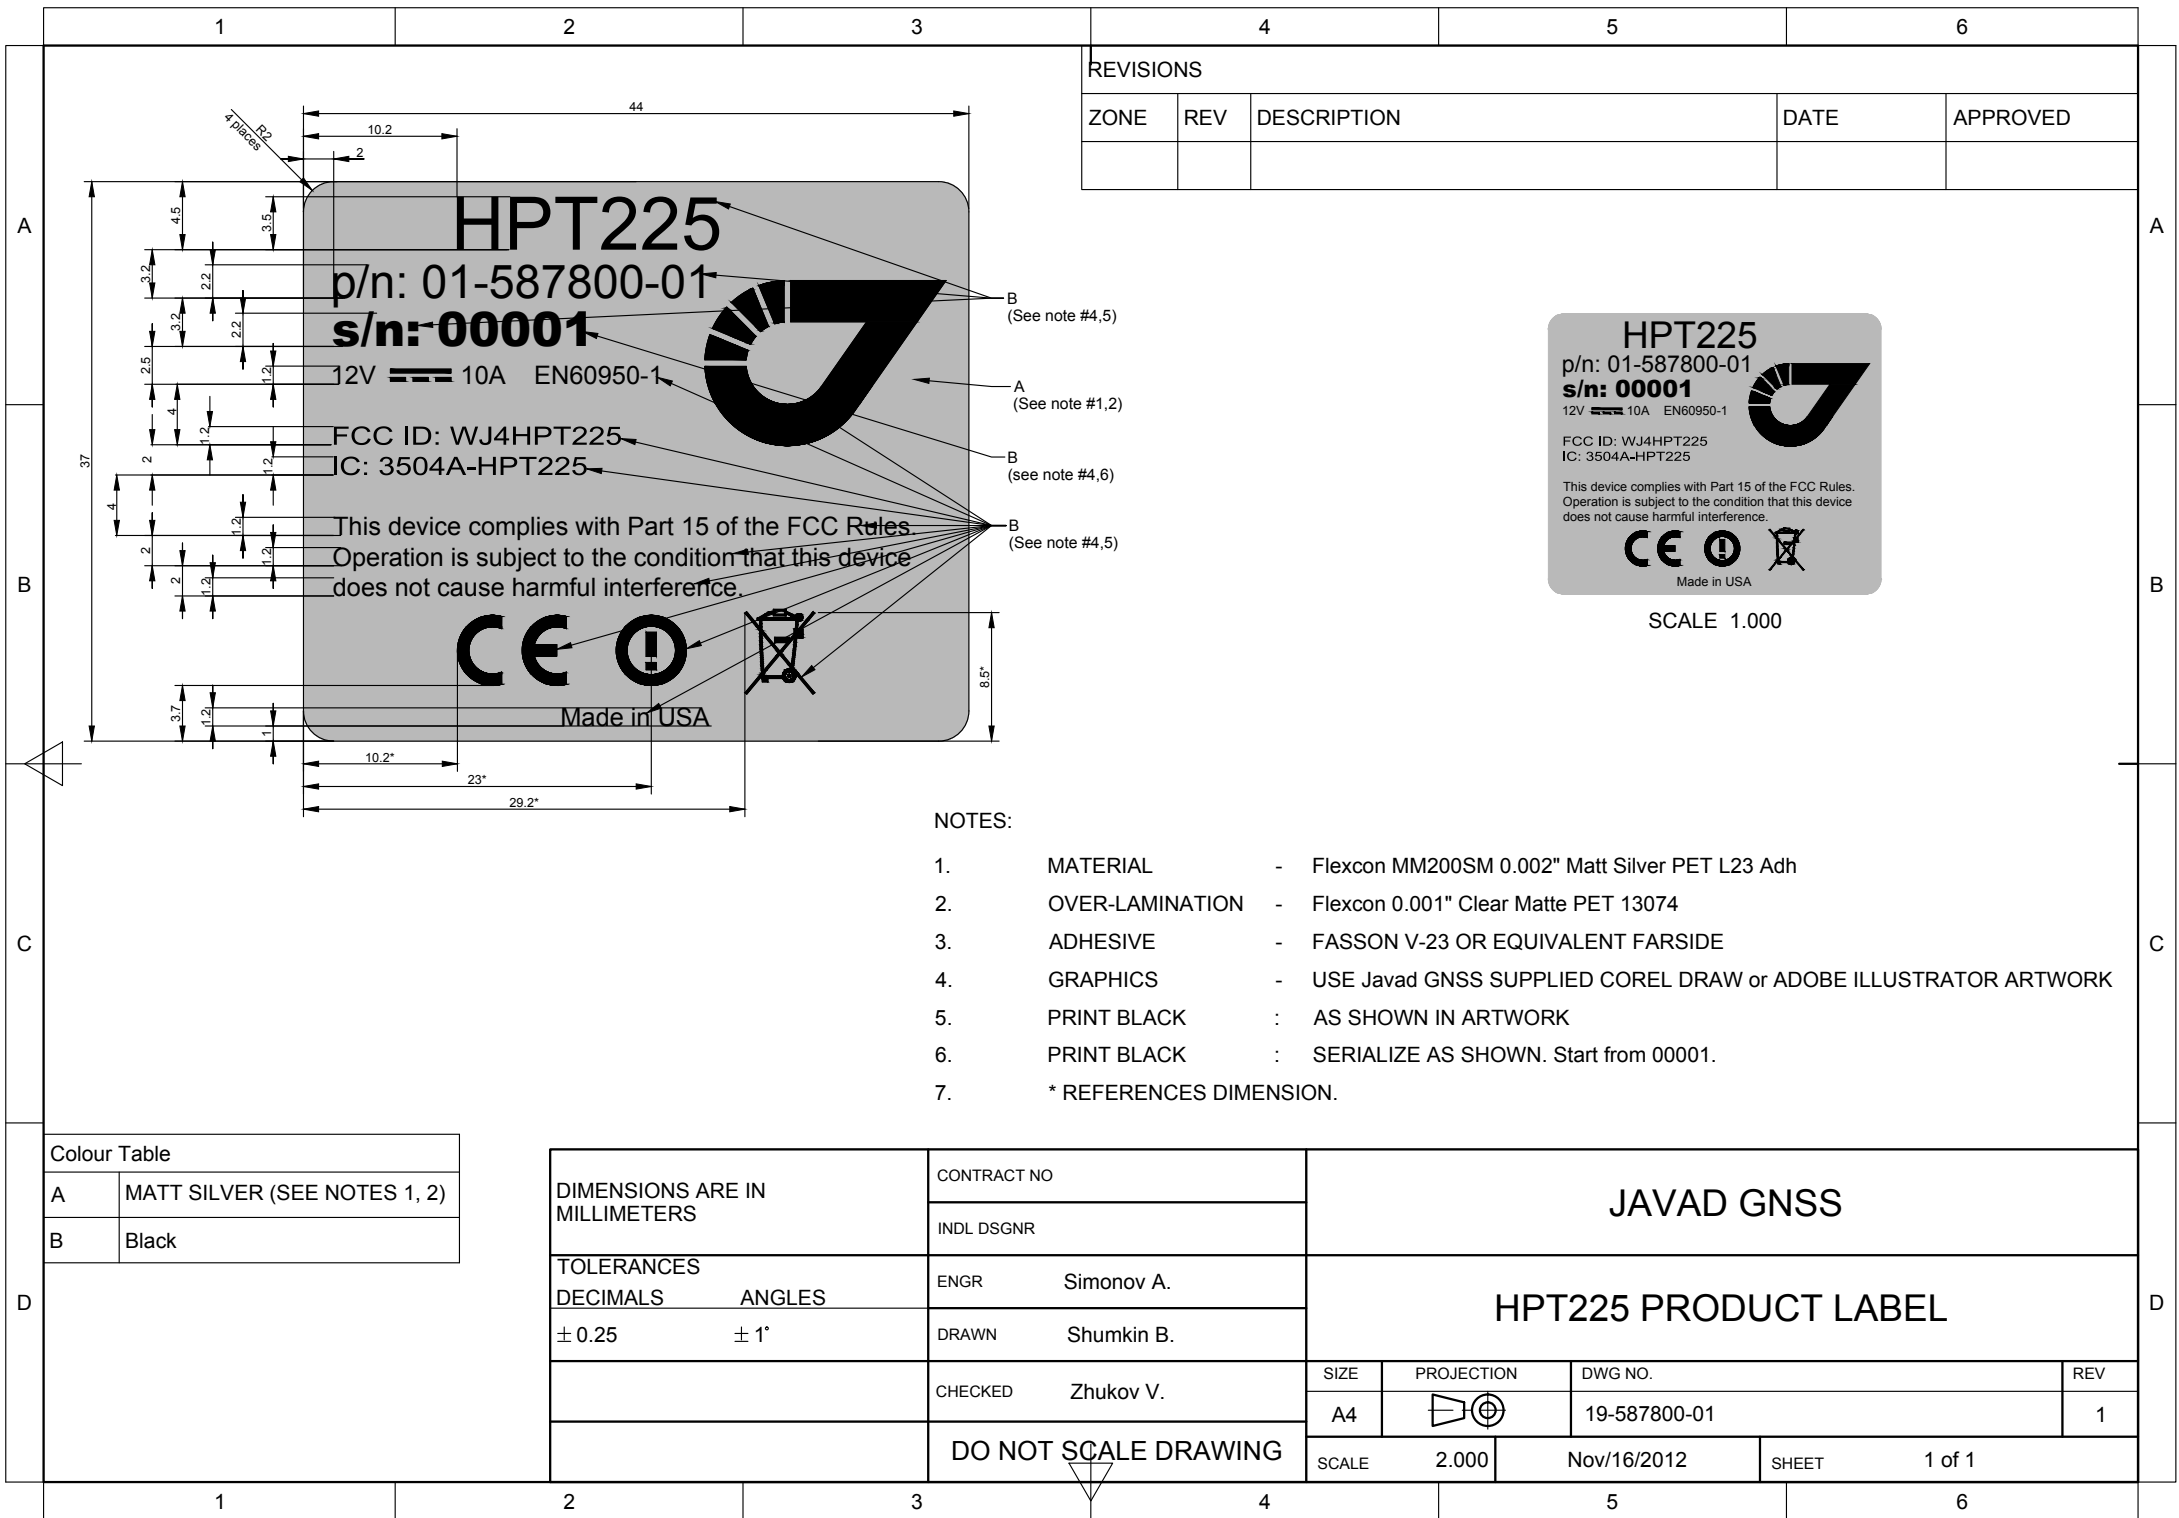 1 2 3 4 5 6
A
B
C
D
A
B
C
D
REVISIONS
ZONE REV DESCRIPTION DATE APPROVED
44
10.2
2
R2
4 places
37
4.5
3.5
3.2
2.2
3.2
2.2
2.5
1.2
4
1.2
2
1.2
4
1.2
2
1.2
2
1.2
3.7
1.2
1
8.5*
10.2*
23*
29.2*
HPT225
p/n: 01-587800-01
s/n: 00001
12V 10A EN60950-1
FCC ID: WJ4HPT225
IC: 3504A-HPT225
This device complies with Part 15 of the FCC Rules.
Operation is subject to the condition that this device
does not cause harmful interference.
CE
Made in USA
B
(See note #4,5)
A
(See note #1,2)
B
(see note #4,6)
B
(See note #4,5)
HPT225
p/n: 01-587800-01
s/n: 00001
12V 10A EN60950-1
FCC ID: WJ4HPT225
IC: 3504A-HPT225
This device complies with Part 15 of the FCC Rules.
Operation is subject to the condition that this device
does not cause harmful interference.
CE
Made in USA
SCALE 1.000
NOTES:
1. MATERIAL - Flexcon MM200SM 0.002" Matt Silver PET L23 Adh
2. OVER-LAMINATION - Flexcon 0.001" Clear Matte PET 13074
3. ADHESIVE - FASSON V-23 OR EQUIVALENT FARSIDE
4. GRAPHICS - USE Javad GNSS SUPPLIED COREL DRAW or ADOBE ILLUSTRATOR ARTWORK
5. PRINT BLACK : AS SHOWN IN ARTWORK
6. PRINT BLACK : SERIALIZE AS SHOWN. Start from 00001.
7. * REFERENCES DIMENSION.
Colour Table
A MATT SILVER (SEE NOTES 1, 2)
B Black
DIMENSIONS ARE IN
MILLIMETERS
TOLERANCES
DECIMALS ANGLES
± 0.25 ± 1°
CONTRACT NO
INDL DSGNR
ENGR Simonov A.
DRAWN Shumkin B.
CHECKED Zhukov V.
DO NOT SCALE DRAWING
JAVAD GNSS
HPT225 PRODUCT LABEL
SIZE PROJECTION DWG NO. REV
A4 19-587800-01 1
SCALE 2.000 Nov/16/2012 SHEET 1 of 1
1 2 3 4 5 6